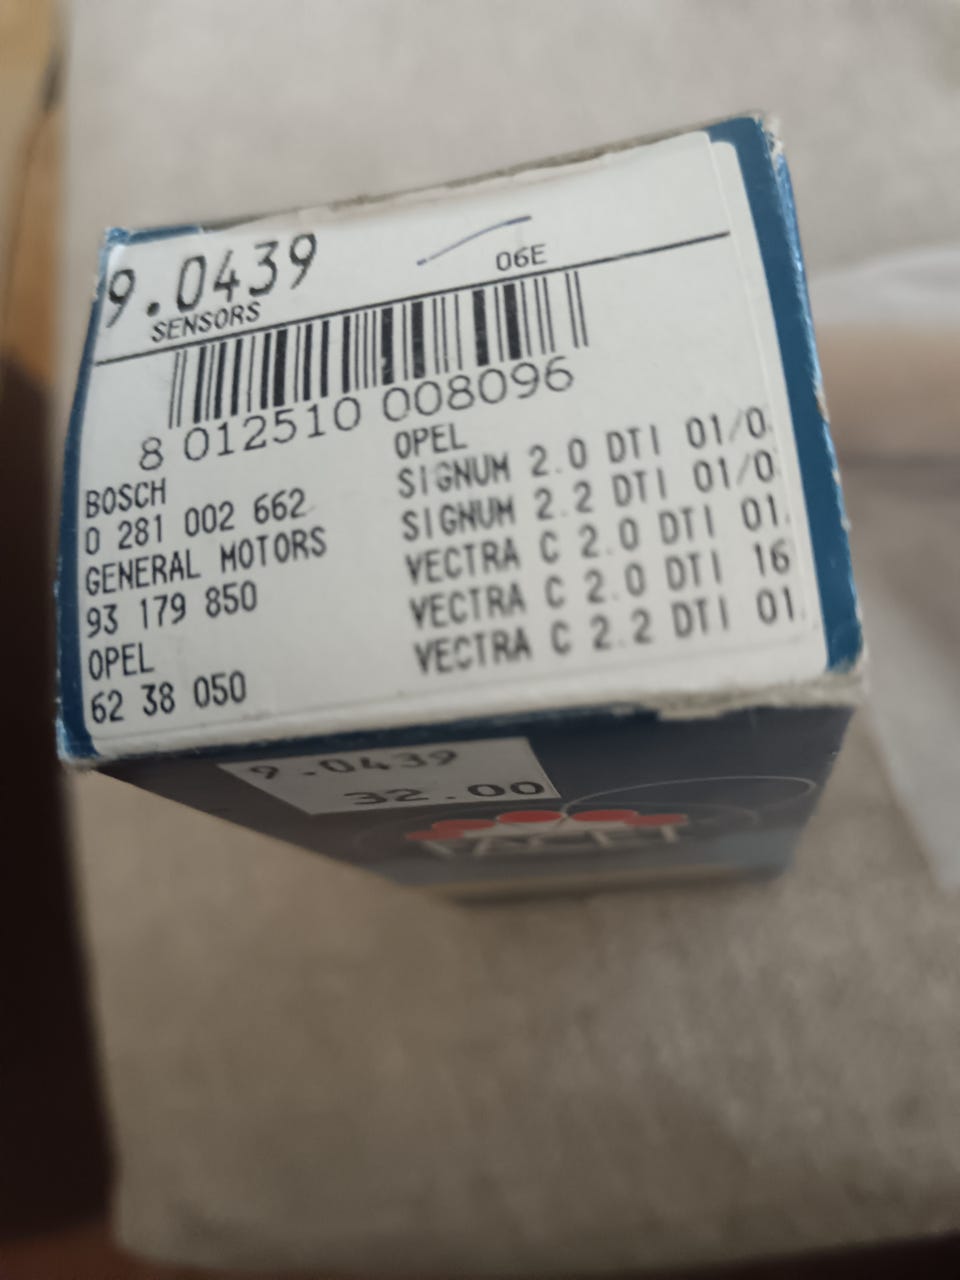 9.0439
SENSORS
06E
8 012510 008096
BOSCH
0 281 002 662
GENERAL MOTORS
93 179 850
OPEL
62 38 050
OPEL
SIGNUM 2.0 DTI 01/0
SIGNUM 2.2 DTI 01/0
VECTRA C 2.0 DTI 01.
VECTRA C 2.0 DTI 16
VECTRA C 2.2 DTI 01.
9.0439
32.00
FACET